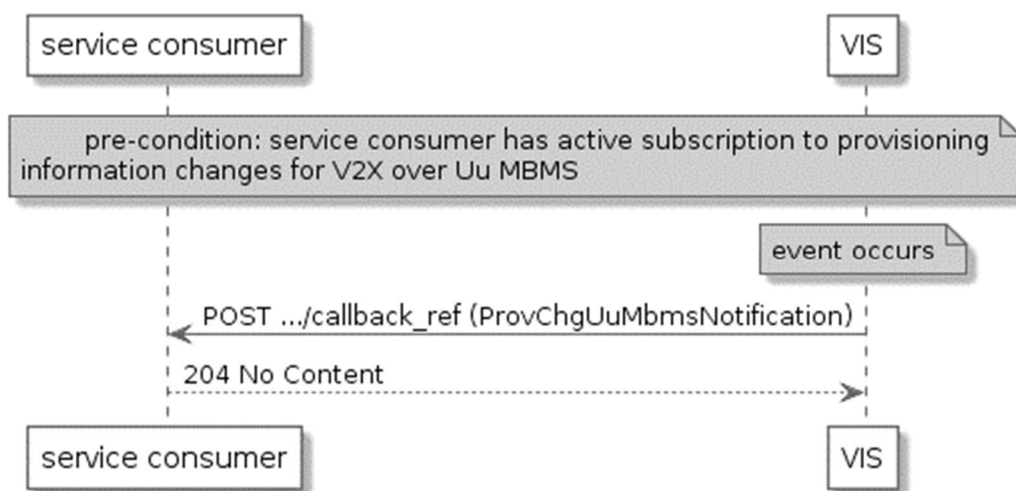 service consumer
VIS
pre-condition: service consumer has active subscription to provisioning
information changes for V2X over Uu MBMS
event occurs
POST .../callback_ref (ProvChgUuMbmsNotification)
204 No Content
service consumer
VIS